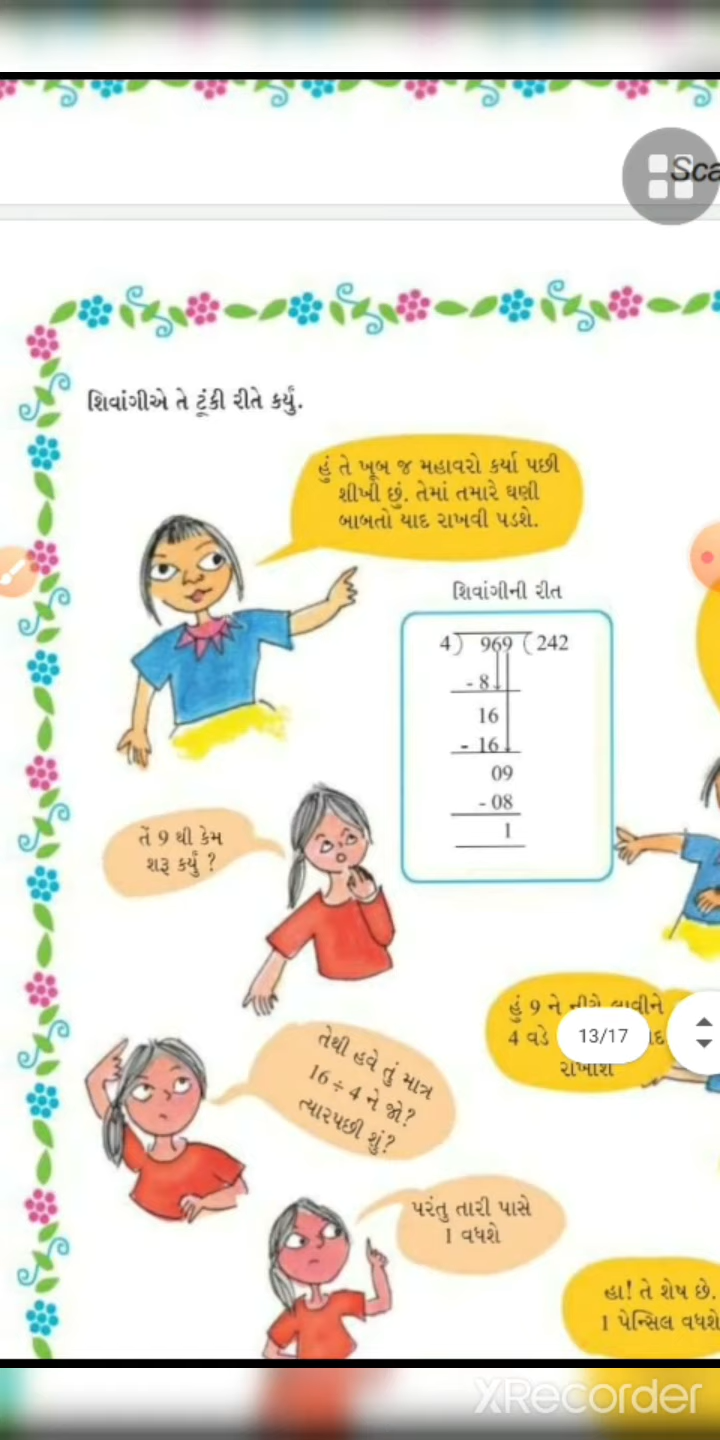 Sca
શિવાંગીએ તે ટૂંકી રીતે કર્યું.
હું તે ખૂબ જ મહાવરો કર્યા પછી
શીખી છું. તેમાં તમારે ઘણી
બાબતો યાદ રાખવી પડશે.
શિવાંગીની રીત
4) 969 (242
- 8
16
- 16
09
- 08
1
તેં 9 થી કેમ
શરૂ કર્યું ?
હું 9 ને નીચે લાવીને
4 વડે
13/17
તેથી હવે તું માત્ર
16 ÷ 4 ને જો?
ત્યારપછી શું?
પરંતુ તારી પાસે
1 વધશે
હા! તે શેષ છે.
1 પેન્સિલ વધશે
XRecorder